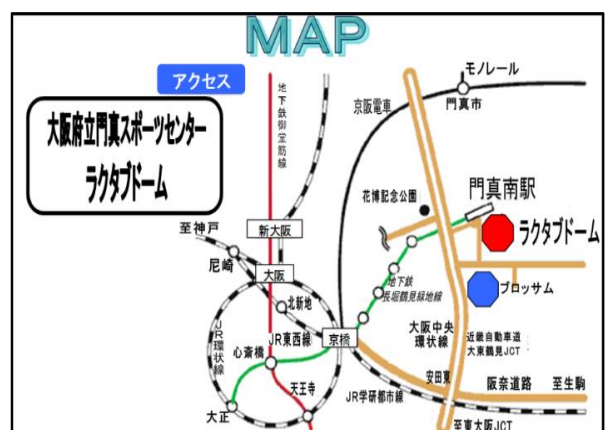 MAP
アクセス
大阪府立門真スポーツセンター
ラクタブドーム
地下鉄御堂筋線
モノレール
京阪電車
門真市
花博記念公園
門真南駅
ラクタブドーム
至神戸
新大阪
尼崎
大阪
地下鉄
長堀鶴見緑地線
ブロッサム
北新地
JR環状線
JR東西線
京橋
大阪中央
環状線
近畿自動車道
大東鶴見JCT
心斎橋
安田東
阪奈道路
至生駒
天王寺
JR学研都市線
大正
至東大阪JCT